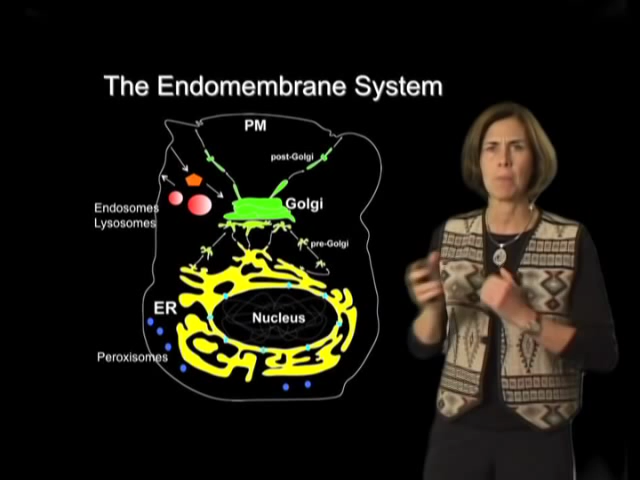 The Endomembrane System
PM
post-Golgi
Endosomes
Lysosomes
Golgi
pre-Golgi
ER
Nucleus
Peroxisomes